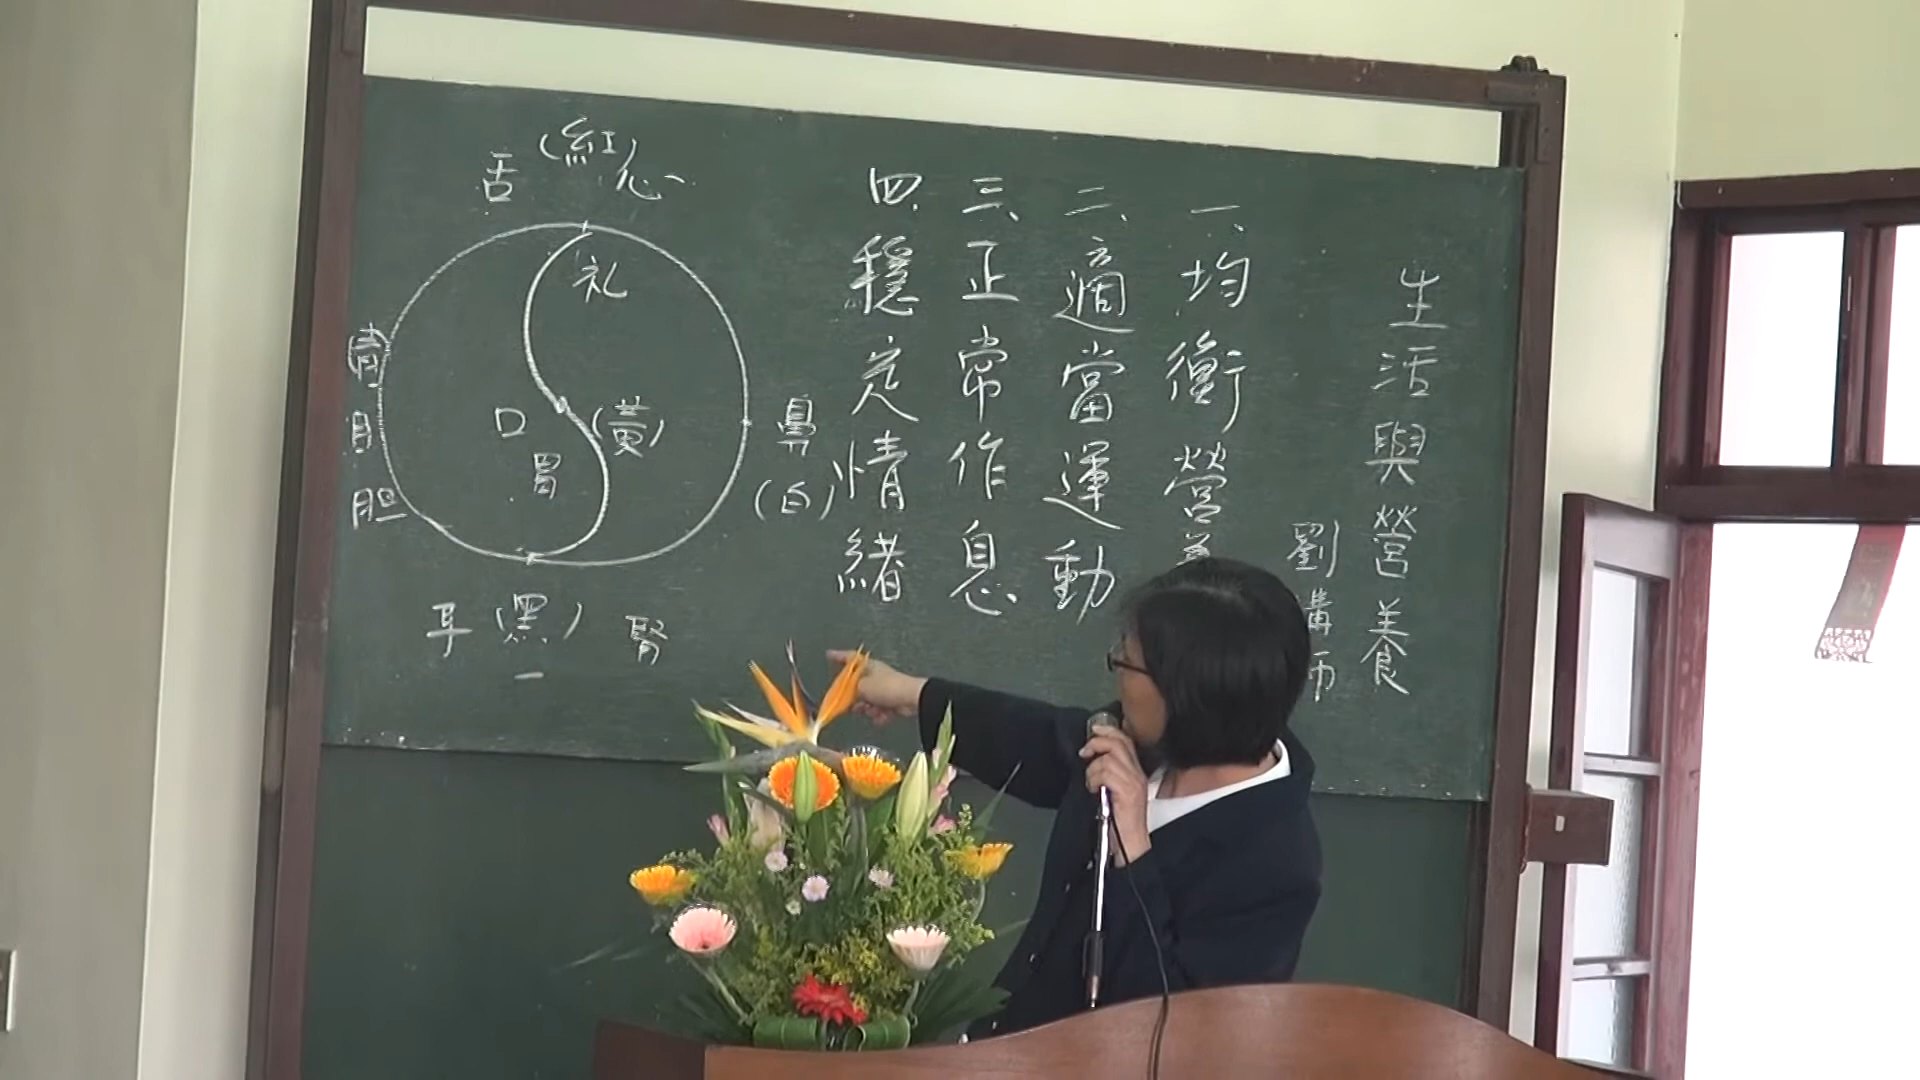 生活與營養
劉講師
一、均衡營養
二、適當運動
三、正常作息
四、穩定情緒
舌(紅)心
礼
青
肝
胆
口(黃)
胃
鼻
(白)
耳(黑)腎